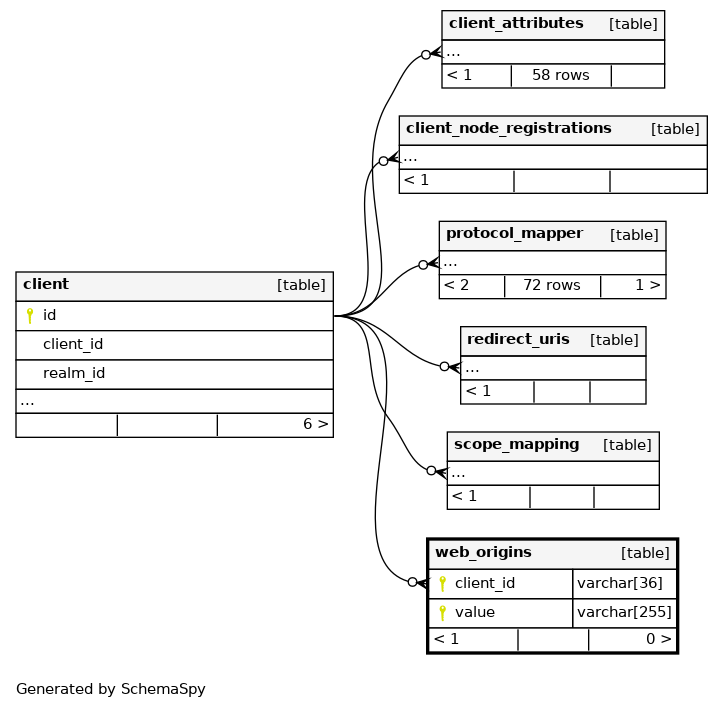 client_attributes [table]
...
< 1 58 rows
client_node_registrations [table]
...
< 1
protocol_mapper [table]
...
< 2 72 rows 1 >
client [table]
id
client_id
realm_id
...
6 >
redirect_uris [table]
...
< 1
scope_mapping [table]
...
< 1
web_origins [table]
client_id varchar[36]
value varchar[255]
< 1 0 >
Generated by SchemaSpy